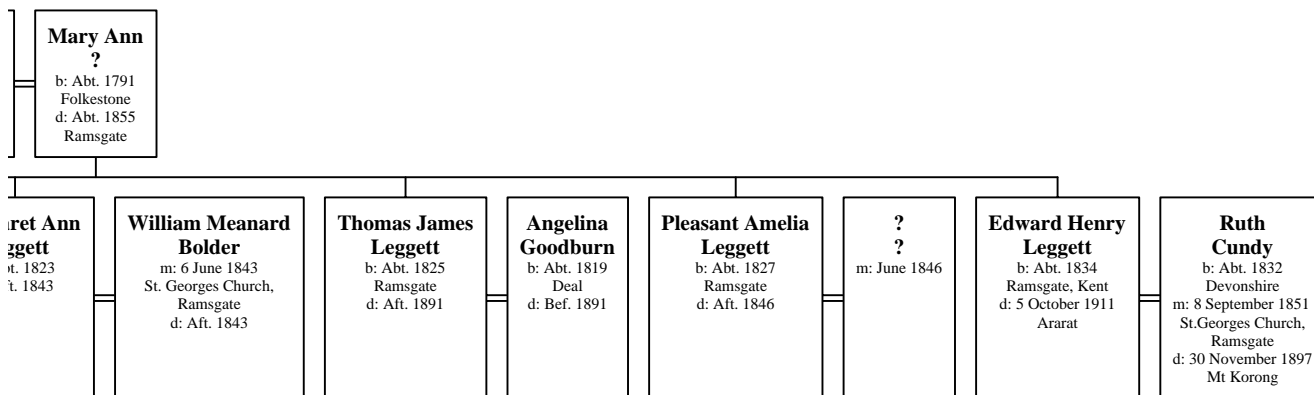 Mary Ann
?
b: Abt. 1791
Folkestone
d: Abt. 1855
Ramsgate
Ann
1823
1843
William Meanard
Bolder
m: 6 June 1843
St. Georges Church,
Ramsgate
d: Aft. 1843
Thomas James
Leggett
b: Abt. 1825
Ramsgate
d: Aft. 1891
Angelina
Goodburn
b: Abt. 1819
Deal
d: Bef. 1891
Pleasant Amelia
Leggett
b: Abt. 1827
Ramsgate
d: Aft. 1846
?
?
m: June 1846
Edward Henry
Leggett
b: Abt. 1834
Ramsgate, Kent
d: 5 October 1911
Ararat
Ruth
Cundy
b: Abt. 1832
Devonshire
m: 8 September 1851
St.Georges Church,
Ramsgate
d: 30 November 1897
Mt Korong